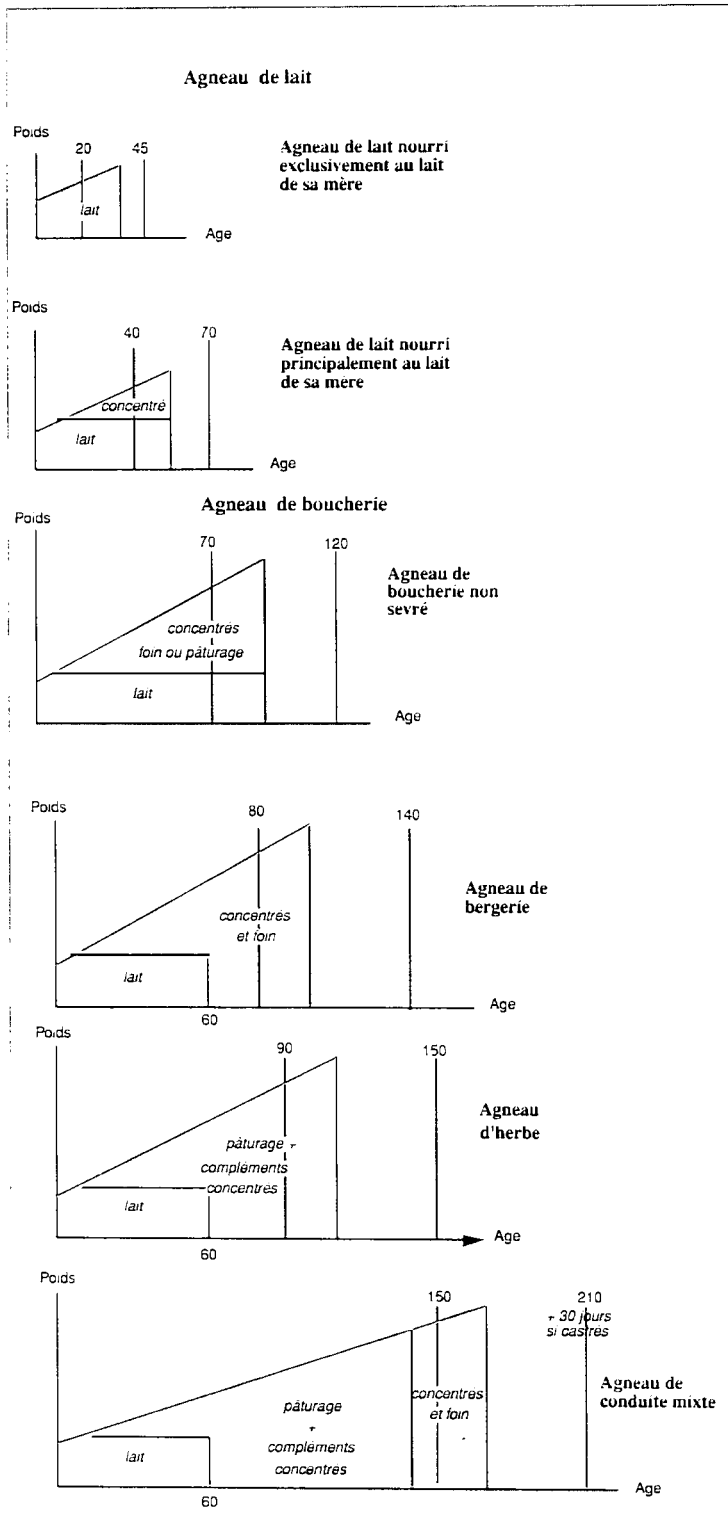 Agneau de lait
Poids
20 45
Agneau de lait nourri
exclusivement au lait
de sa mère
lait
Age
Poids
40 70
Agneau de lait nourri
principalement au lait
de sa mère
concentré
lait
Age
Agneau de boucherie
Poids
70 120
Agneau de
boucherie non
sevré
concentrés
foin ou pâturage
lait
Age
Poids
80 140
Agneau de
bergerie
concentrés
et foin
lait
Age
60
Poids
90 150
Agneau
d'herbe
pâturage +
compléments
concentrés
lait
Age
60
Poids
150 210
+ 30 jours
si castrés
Agneau de
conduite mixte
concentrés
et foin
pâturage
+
compléments
concentrés
lait
Age
60